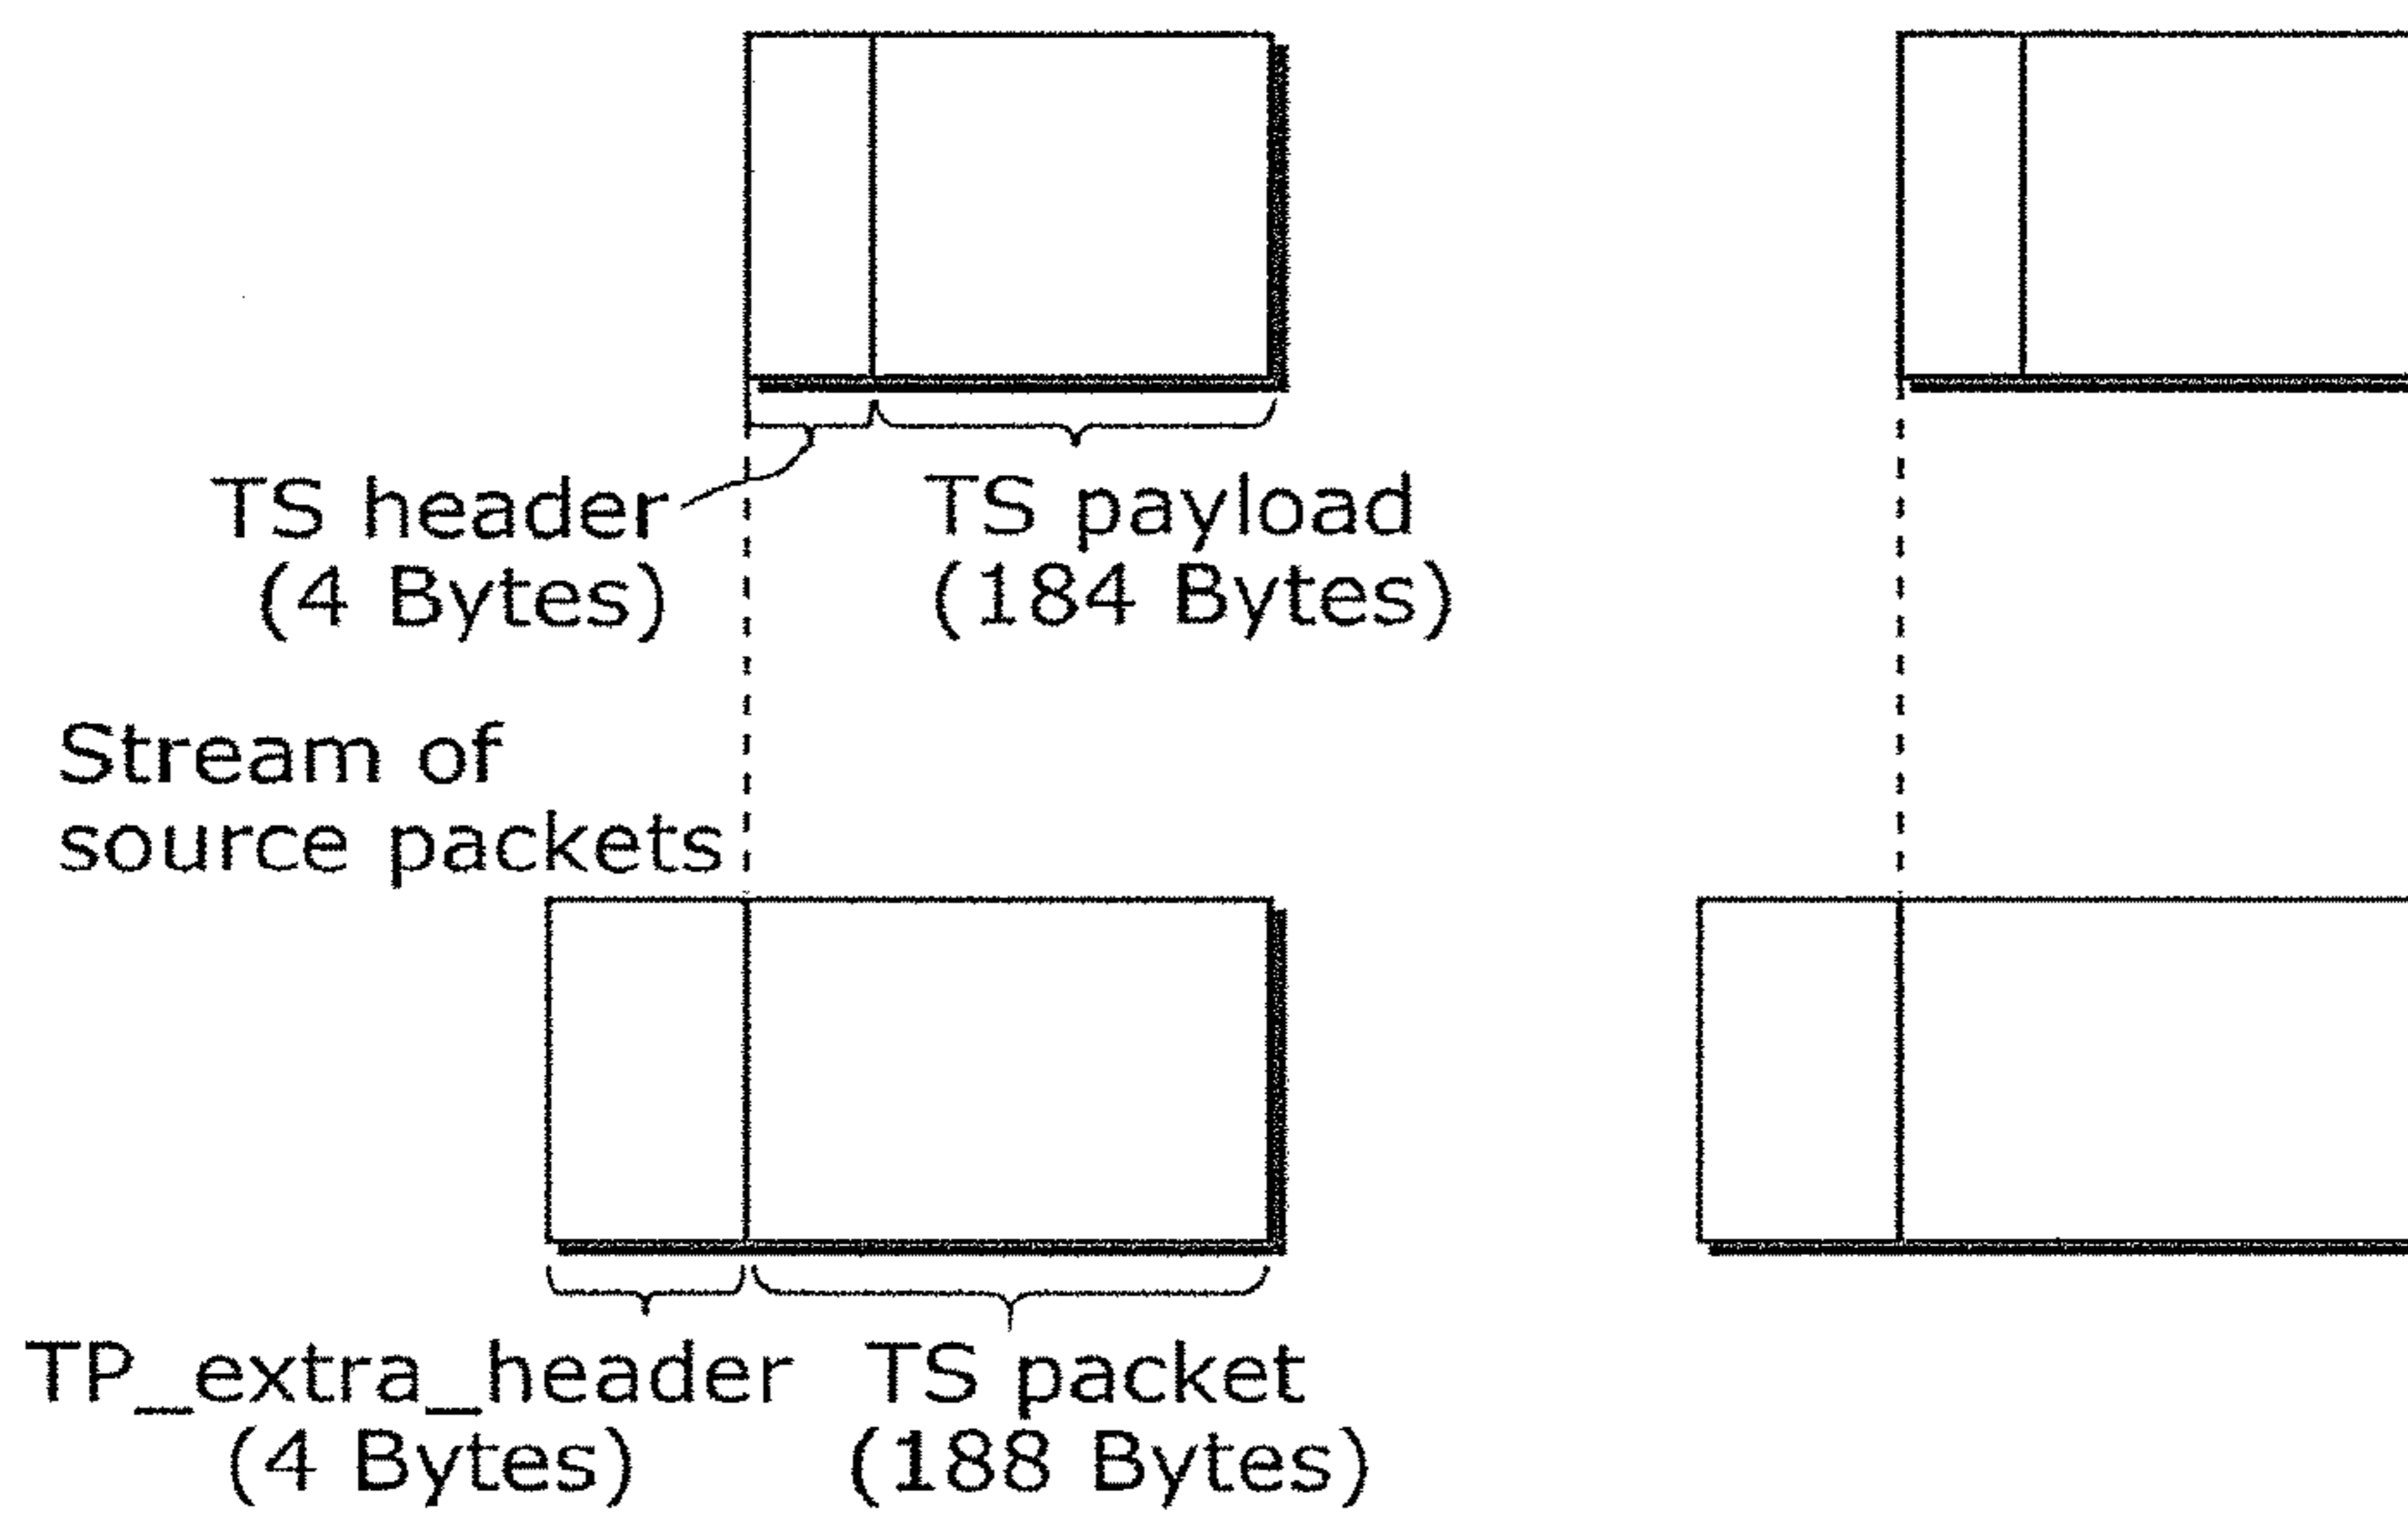 TS header
(4 Bytes)
TS payload
(184 Bytes)
Stream of
source packets
TP_extra_header
(4 Bytes)
TS packet
(188 Bytes)